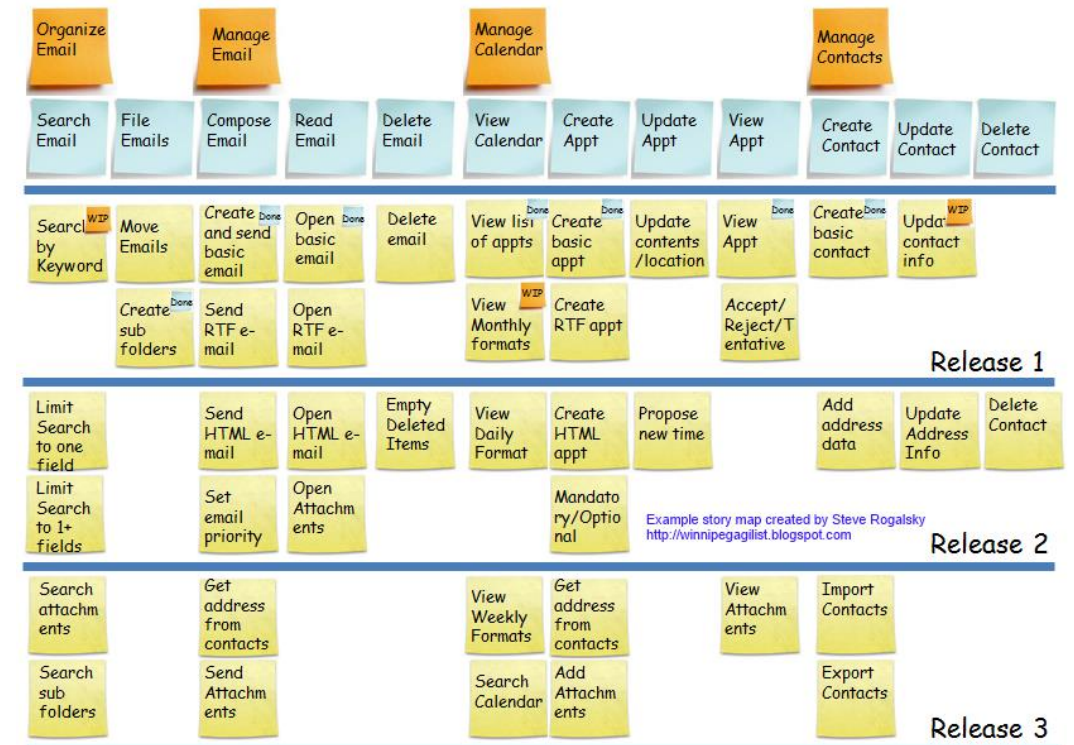 Organize
Email
Manage
Email
Manage
Calendar
Manage
Contacts
Search
Email
File
Emails
Compose
Email
Read
Email
Delete
Email
View
Calendar
Create
Appt
Update
Appt
View
Appt
Create
Contact
Update
Contact
Delete
Contact
Search
WIP
by
Keyword
Move
Emails
Create
Done
and send
basic
email
Open
Done
basic
email
Delete
email
Done
View list
of appts
Done
Create
basic
appt
Update
contents
/location
Done
View
Appt
Create
Done
basic
contact
WIP
Updat
contact
info
Create
Done
sub
folders
Send
RTF e-
mail
Open
RTF e-
mail
WIP
View
Monthly
formats
Create
RTF appt
Accept/
Reject/T
entative
Release 1
Limit
Search
to one
field
Send
HTML e-
mail
Open
HTML e-
mail
Empty
Deleted
Items
View
Daily
Format
Create
HTML
appt
Propose
new time
Add
address
data
Update
Address
Info
Delete
Contact
Limit
Search
to 1+
fields
Set
email
priority
Open
Attachm
ents
Mandato
ry/Optio
nal
Example story map created by Steve Rogalsky
http://winnipegagilist.blogspot.com
Release 2
Search
attachm
ents
Get
address
from
contacts
View
Weekly
Formats
Get
address
from
contacts
View
Attachm
ents
Import
Contacts
Search
sub
folders
Send
Attachm
ents
Search
Calendar
Add
Attachm
ents
Export
Contacts
Release 3